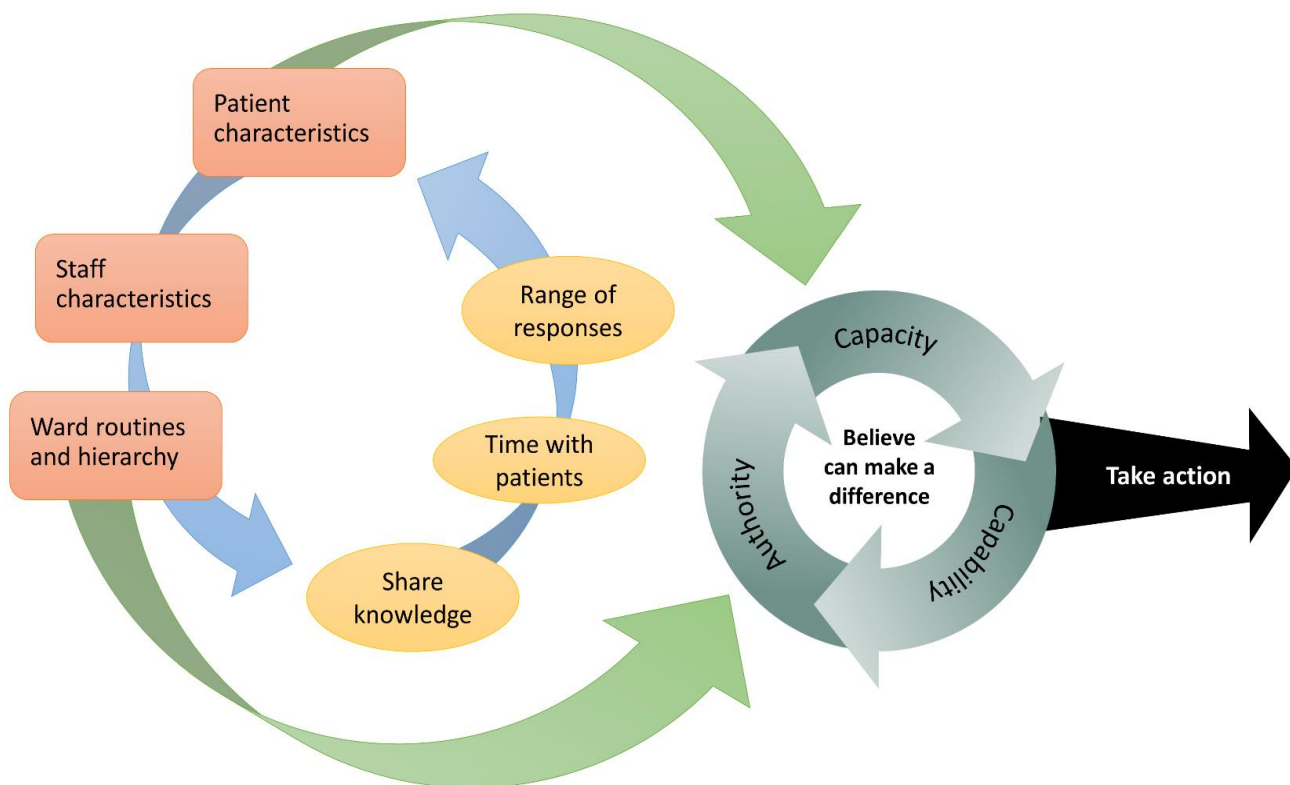 Patient
characteristics
Staff
characteristics
Ward routines
and hierarchy
Range of
responses
Time with
patients
Share
knowledge
Capacity
Authority
Capability
Believe
can make a
difference
Take action